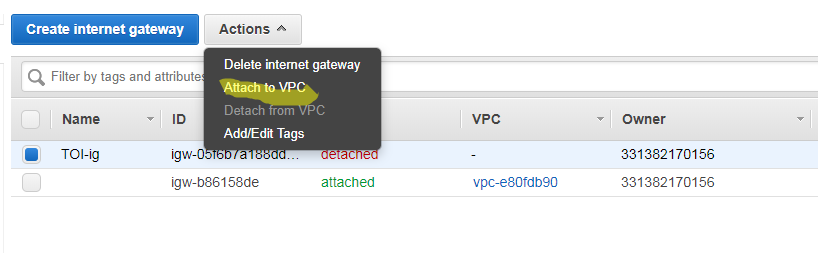 Create internet gateway Actions
Delete internet gateway
Filter by tags and attributes
Attach to VPC
Detach from VPC
Name ID VPC Owner
Add/Edit Tags
TOI-ig igw-05f6b7a188dd... detached - 331382170156
igw-b86158de attached vpc-e80fdb90 331382170156